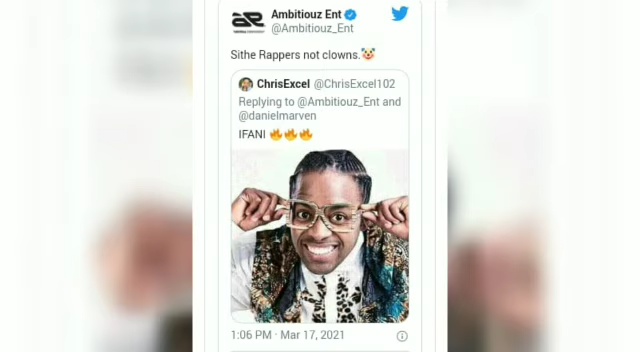 Ambitiouz Ent
@Ambitiouz_Ent
Sithe Rappers not clowns.🤡
ChrisExcel @ChrisExcel102
Replying to @Ambitiouz_Ent and
@danielmarven
IFANI 🔥🔥🔥
1:06 PM · Mar 17, 2021